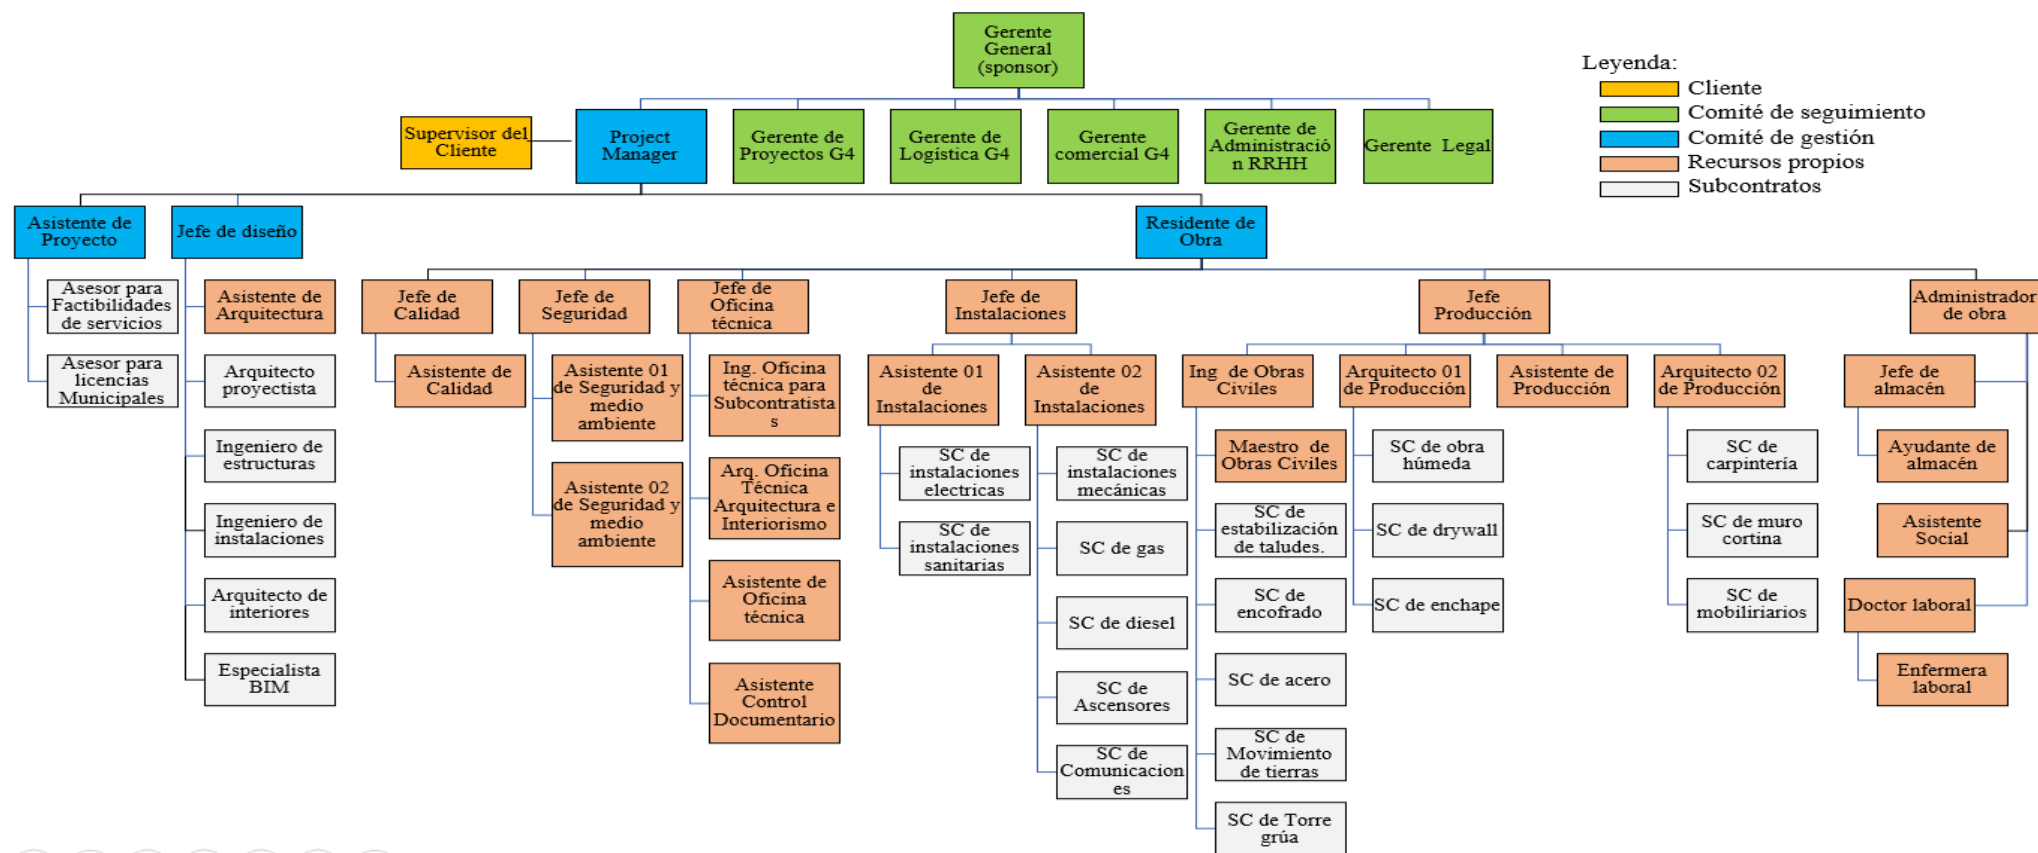 Gerente
General
(sponsor)
Leyenda:
Cliente
Comité de seguimiento
Comité de gestión
Recursos propios
Subcontratos
Supervisor del
Cliente
Project
Manager
Gerente de
Proyectos G4
Gerente de
Logística G4
Gerente
comercial G4
Gerente de
Administració
n RRHH
Gerente Legal
Asistente de
Proyecto
Jefe de diseño
Residente de
Obra
Asesor para
Factibilidades
de servicios
Asesor para
licencias
Municipales
Asistente de
Arquitectura
Arquitecto
proyectista
Ingeniero de
estructuras
Ingeniero de
instalaciones
Arquitecto de
interiores
Especialista
BIM
Jefe de
Calidad
Asistente de
Calidad
Jefe de
Seguridad
Asistente 01
de Seguridad y
medio
ambiente
Asistente 02
de Seguridad y
medio
ambiente
Jefe de
Oficina
técnica
Ing. Oficina
técnica para
Subcontratista
s
Arq. Oficina
Técnica
Arquitectura e
Interiorismo
Asistente de
Oficina
técnica
Asistente
Control
Documentario
Jefe de
Instalaciones
Asistente 01
de
Instalaciones
SC de
instalaciones
electricas
SC de
instalaciones
sanitarias
Asistente 02
de
Instalaciones
SC de
instalaciones
mecánicas
SC de gas
SC de diesel
SC de
Ascensores
SC de
Comunicacion
es
Jefe
Producción
Ing. de Obras
Civiles
Maestro de
Obras Civiles
SC de
estabilización
de taludes.
SC de
encofrado
SC de acero
SC de
Movimiento
de tierras
SC de Torre
grúa
Arquitecto 01
de Producción
SC de obra
húmeda
SC de drywall
SC de enchape
Asistente de
Producción
Arquitecto 02
de Producción
SC de
carpintería
SC de muro
cortina
SC de
mobiliriarios
Administrador
de obra
Jefe de
almacén
Ayudante de
almacén
Asistente
Social
Doctor laboral
Enfermera
laboral